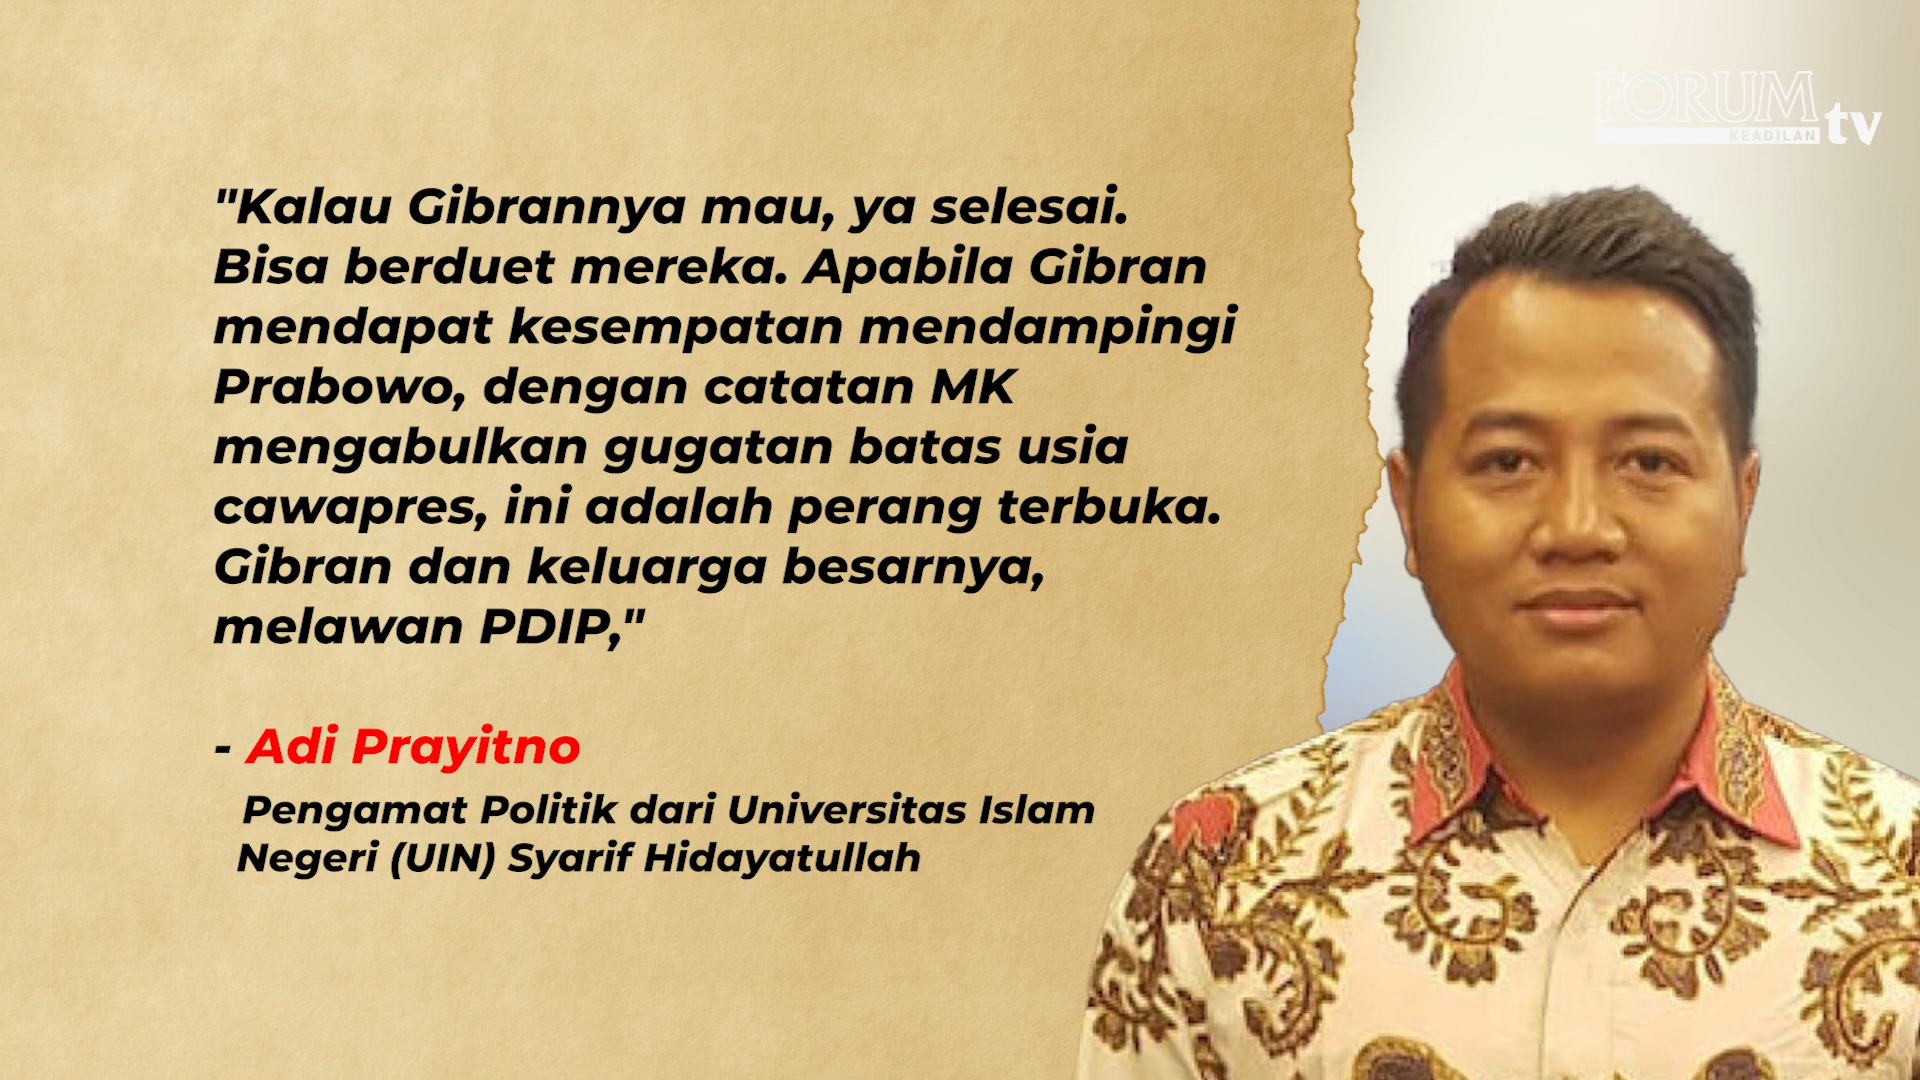 FORUM
KEADILAN
tv
"Kalau Gibrannya mau, ya selesai.
Bisa berduet mereka. Apabila Gibran
mendapat kesempatan mendampingi
Prabowo, dengan catatan MK
mengabulkan gugatan batas usia
cawapres, ini adalah perang terbuka.
Gibran dan keluarga besarnya,
melawan PDIP,"
- Adi Prayitno
Pengamat Politik dari Universitas Islam
Negeri (UIN) Syarif Hidayatullah